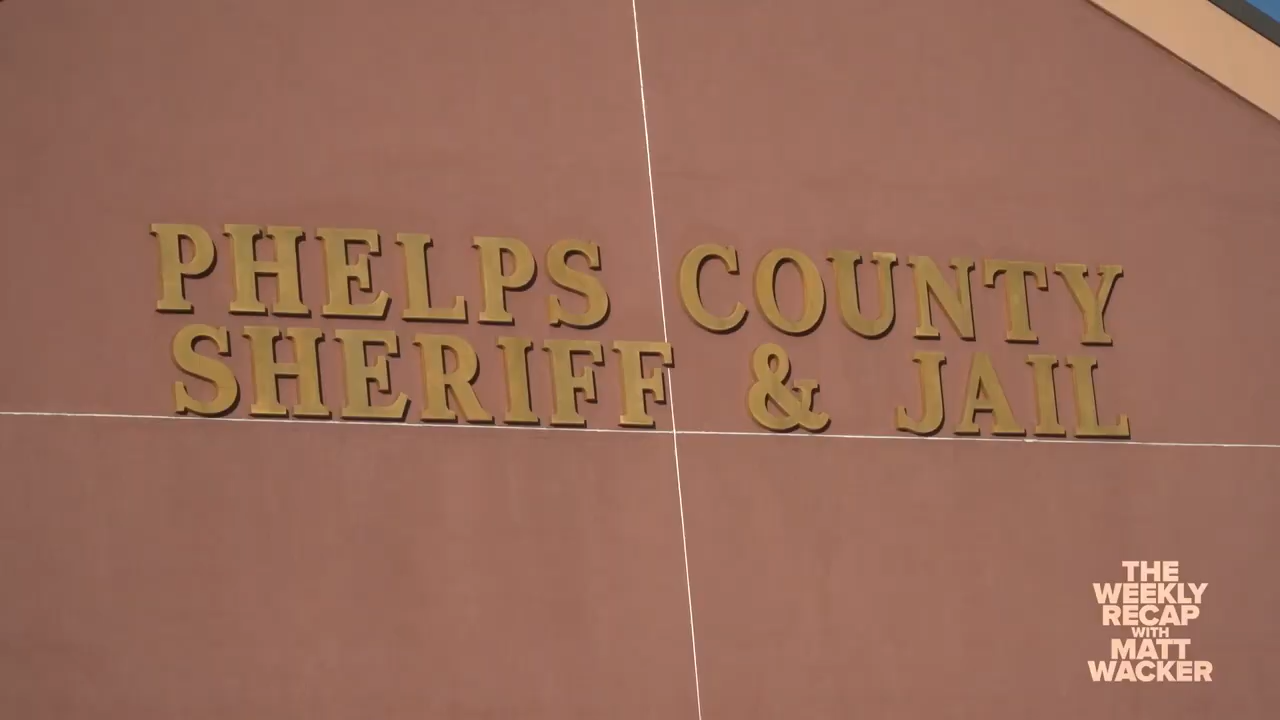 PHELPS COUNTY
SHERIFF & JAIL
THE
WEEKLY
RECAP
WITH
MATT
WACKER